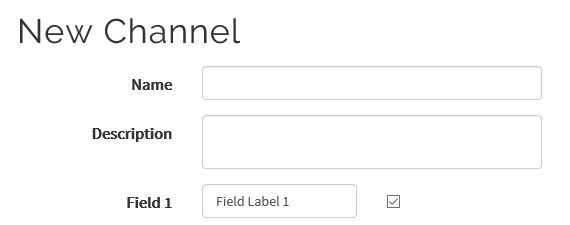 New Channel
Name
Description
Field 1 Field Label 1